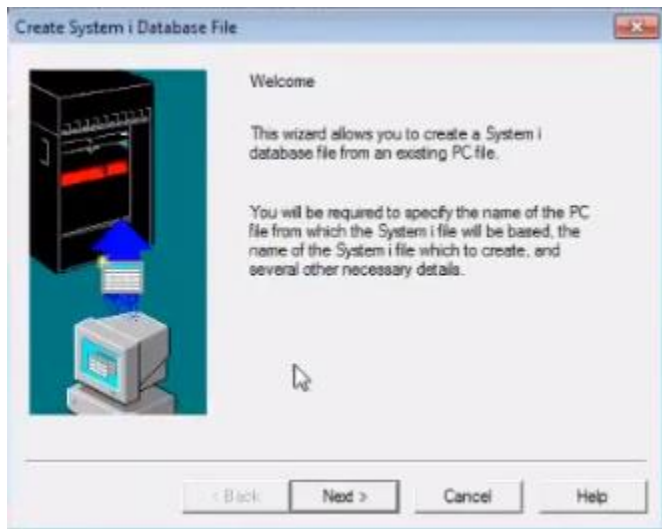 Create System i Database File
Welcome
This wizard allows you to create a System i
database file from an existing PC file.
You will be required to specify the name of the PC
file from which the System i file will be based, the
name of the System i file which to create, and
several other necessary details.
< Back
Next >
Cancel
Help